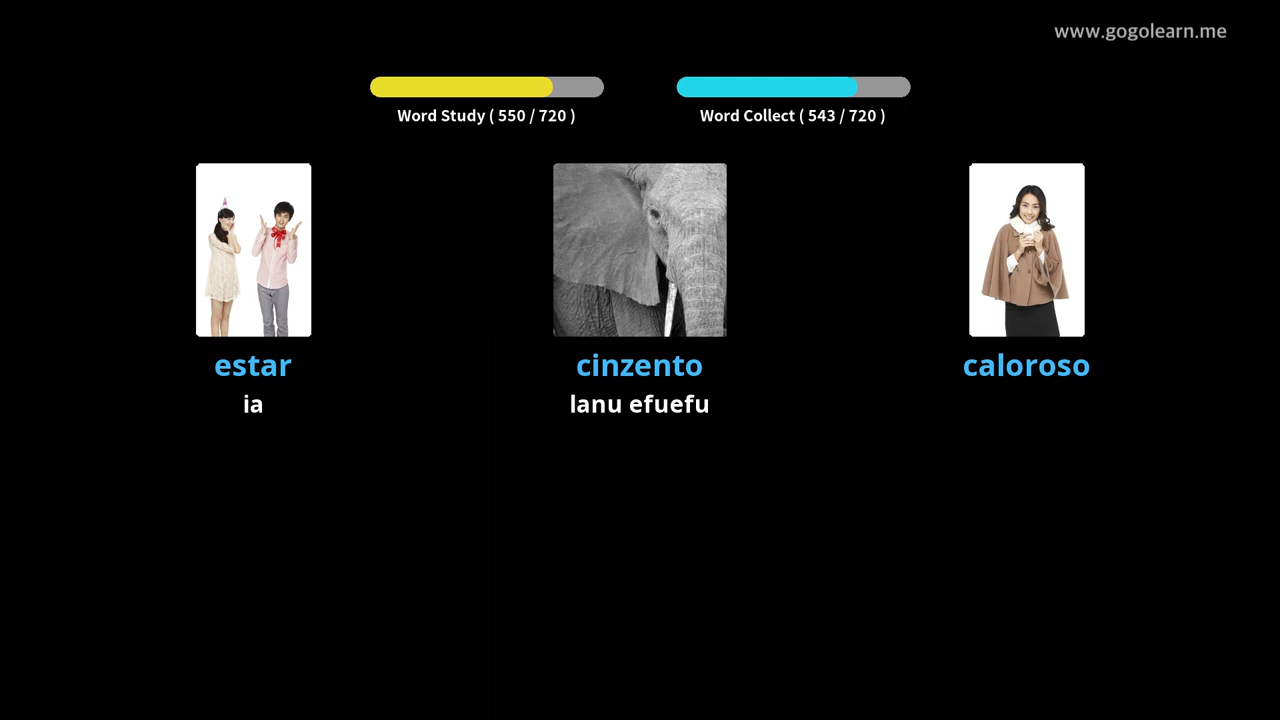 www.gogolearn.me
Word Study ( 550 / 720 )
Word Collect ( 543 / 720 )
estar
cinzento
caloroso
ia
lanu efuefu